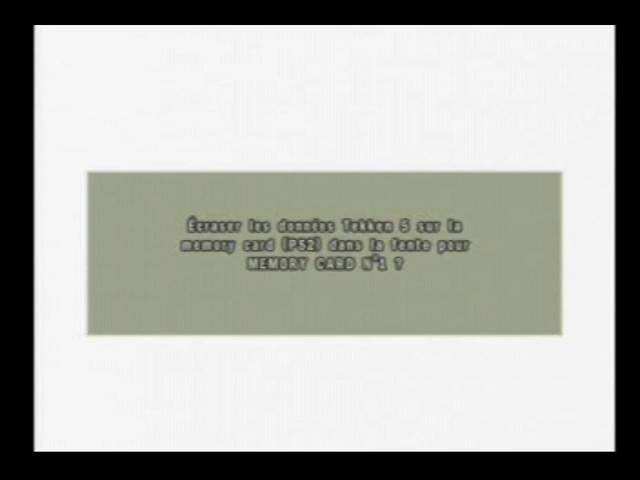 Écraser les données Tekken 5 sur la
memory card (PS2) dans la fente pour
MEMORY CARD N°1 ?